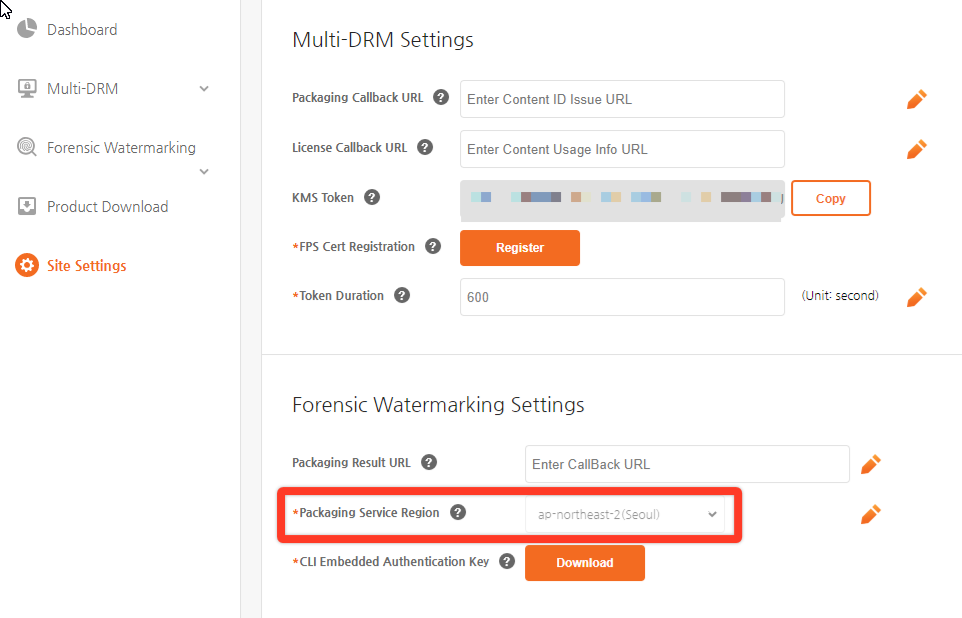 Dashboard
Multi-DRM
Forensic Watermarking
Product Download
Site Settings
Multi-DRM Settings
Packaging Callback URL ? Enter Content ID Issue URL
License Callback URL ? Enter Content Usage Info URL
KMS Token ? Copy
*FPS Cert Registration ? Register
*Token Duration ? 600 (Unit: second)
Forensic Watermarking Settings
Packaging Result URL ? Enter CallBack URL
*Packaging Service Region ? ap-northeast-2(Seoul)
*CLI Embedded Authentication Key ? Download